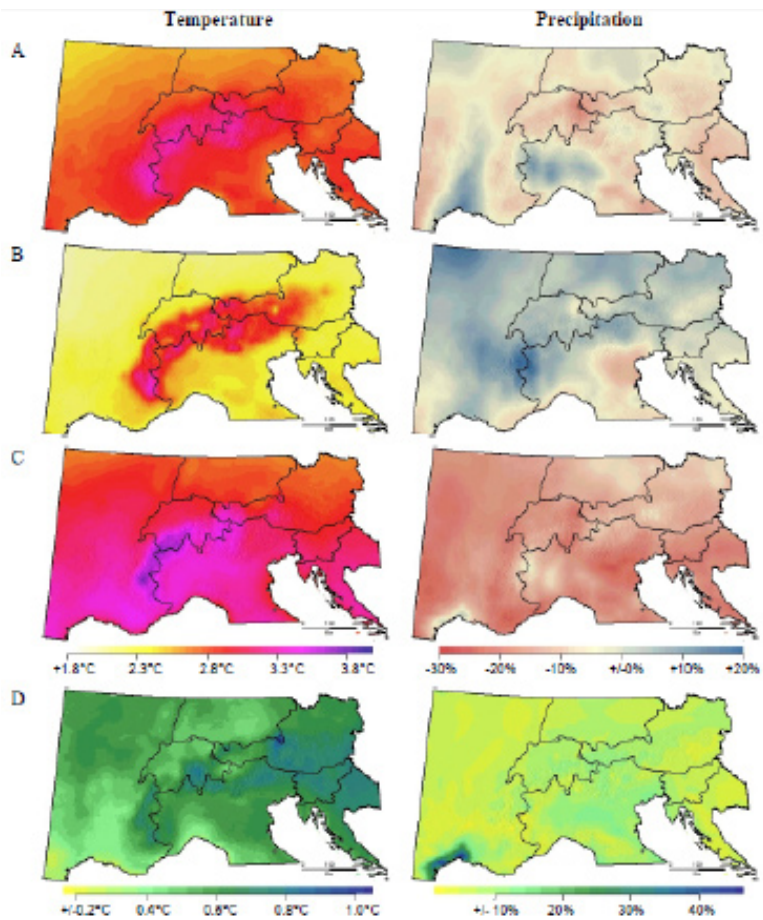 Temperature Precipitation
A
B
C
+1.8°C 2.3°C 2.8°C 3.3°C 3.8°C -30% -20% -10% +/-0% +10% +20%
D
+/-0.2°C 0.4°C 0.6°C 0.8°C 1.0°C +/- 10% 20% 30% 40%